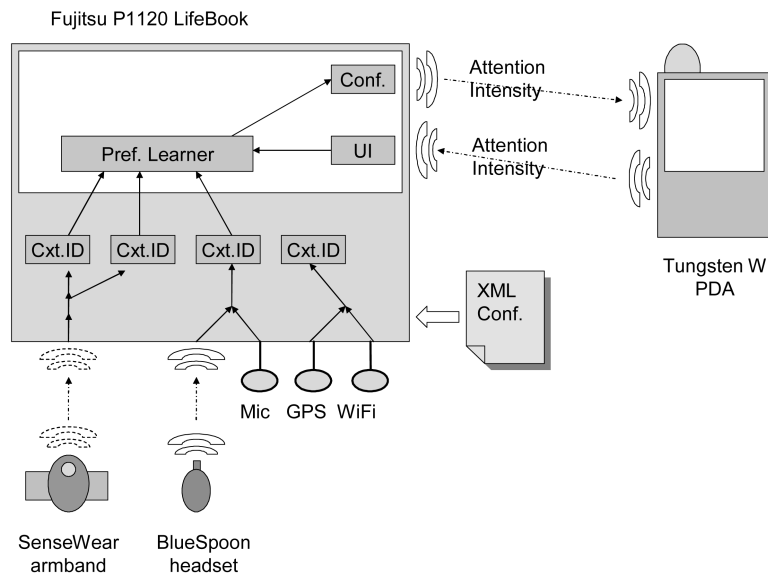 Fujitsu P1120 LifeBook
Conf.
Attention
Intensity
Pref. Learner
UI
Attention
Intensity
Cxt.ID
Cxt.ID
Cxt.ID
Cxt.ID
Tungsten W
PDA
XML
Conf.
Mic
GPS
WiFi
SenseWear
armband
BlueSpoon
headset